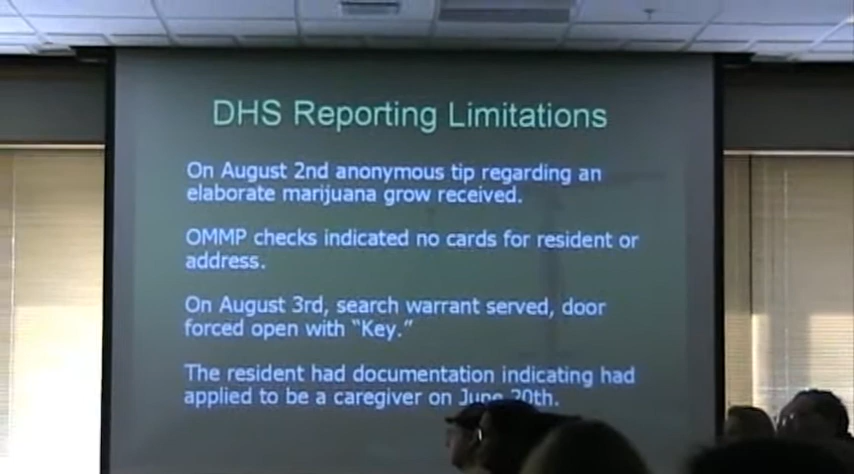 DHS Reporting Limitations
On August 2nd anonymous tip regarding an
elaborate marijuana grow received.
OMMP checks indicated no cards for resident or
address.
On August 3rd, search warrant served, door
forced open with “Key.”
The resident had documentation indicating had
applied to be a caregiver on June 20th.